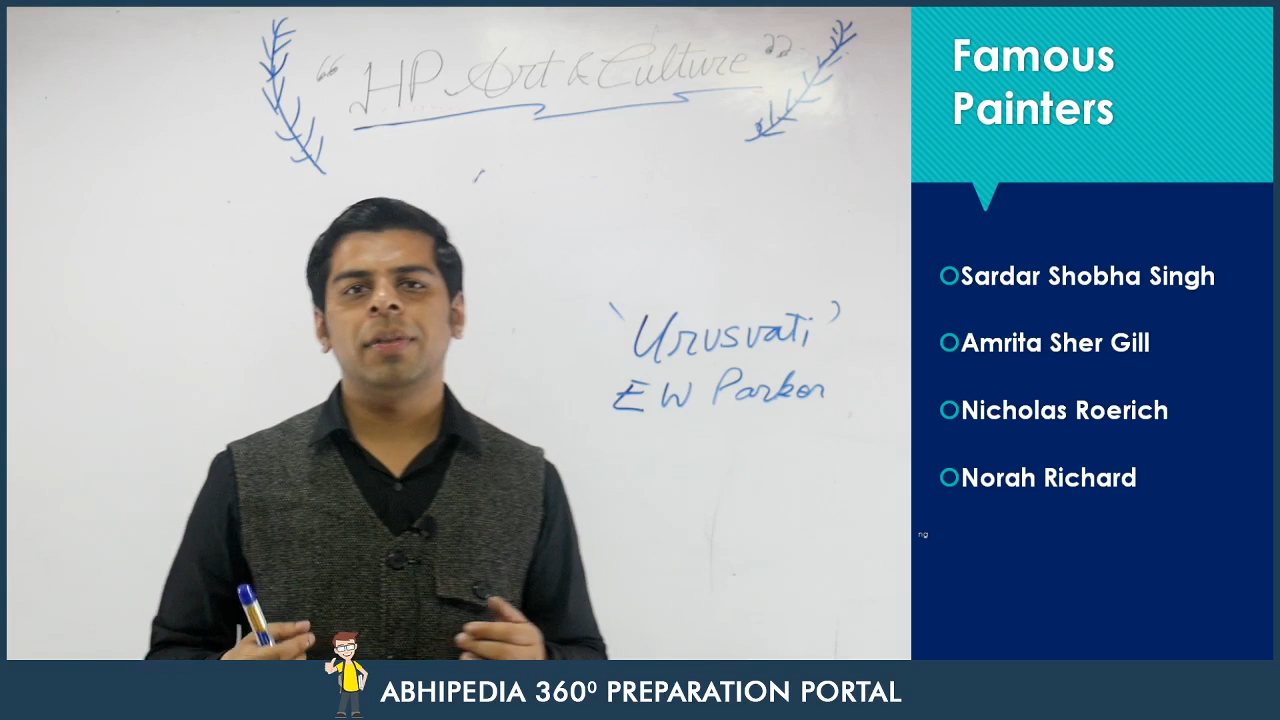 “HP Art & Culture”
‘Urusvati’
E W Parker
Famous
Painters
Sardar Shobha Singh
Amrita Sher Gill
Nicholas Roerich
Norah Richard
ng
ABHIPEDIA 360⁰ PREPARATION PORTAL